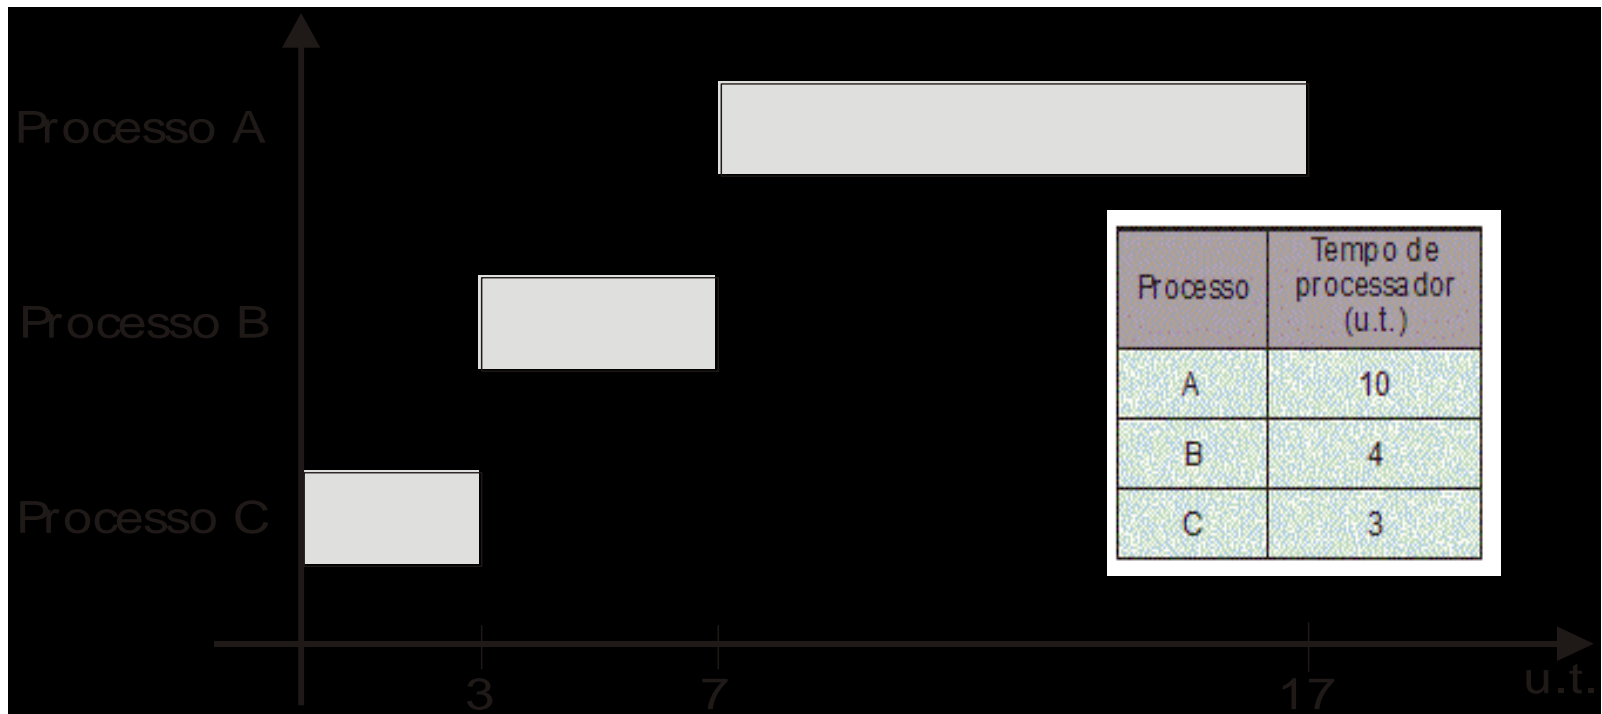 Processo A
Processo B
Processo C
3 7 17 u.t.
Processo
Tempo de
processador
(u.t.)
A 10
B 4
C 3